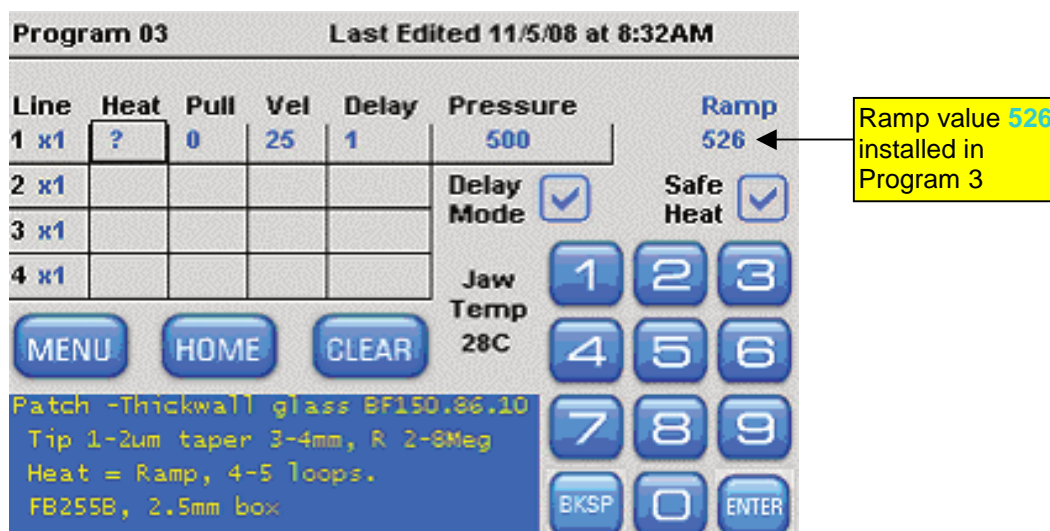 Program 03 Last Edited 11/5/08 at 8:32AM
Line Heat Pull Vel Delay Pressure Ramp
1 x1 ? 0 25 1 500 526
2 x1
3 x1
4 x1
Delay Mode
Safe Heat
Jaw
Temp
28C
1 2 3
4 5 6
7 8 9
BKSP 0 ENTER
MENU HOME CLEAR
Patch -Thickwall glass BF150.86.10
Tip 1-2um taper 3-4mm, R 2-8Meg
Heat = Ramp, 4-5 loops.
FB255B, 2.5mm box
Ramp value 526
installed in
Program 3